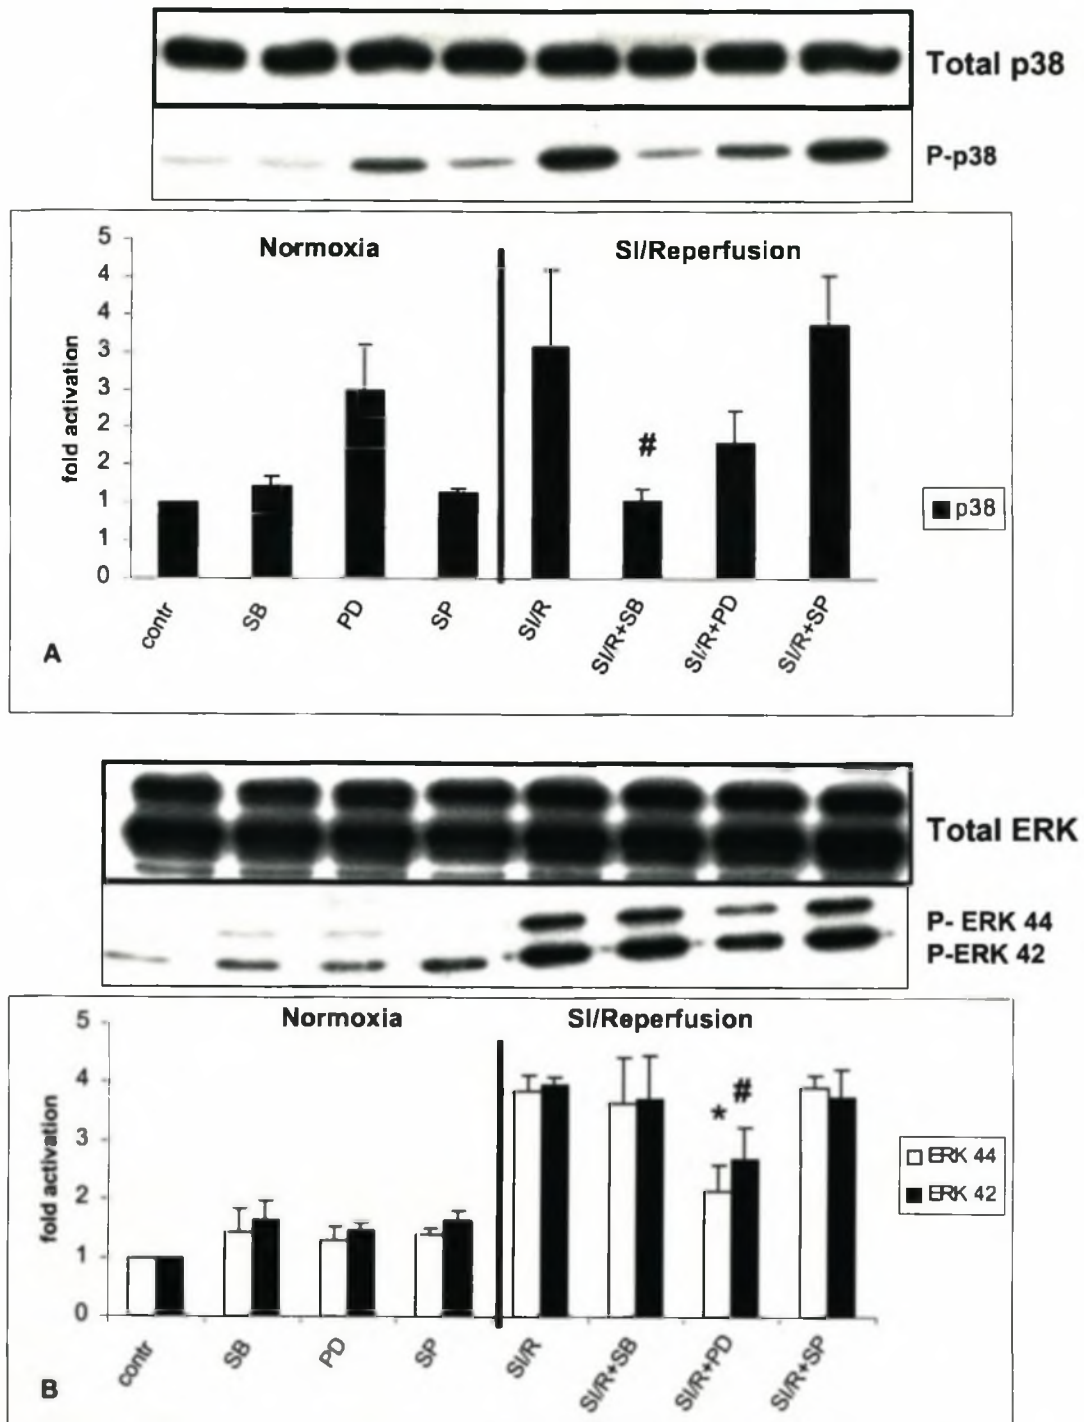 Total p38
P-p38
Normoxia
SI/Reperfusion
5
4
4
3
3
2
2
1
1
0
fold activation
#
p38
contr
SB
PD
SP
SI/R
SI/R+SB
SI/R+PD
SI/R+SP
A
Total ERK
P- ERK 44
P-ERK 42
Normoxia
SI/Reperfusion
5
4
3
2
1
0
fold activation
*
#
ERK 44
ERK 42
contr
SB
PD
SP
SI/R
SI/R+SB
SI/R+PD
SI/R+SP
B